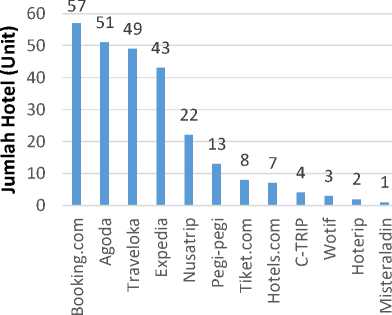 Jumlah Hotel (Unit)
60
50
40
30
20
10
0
57
51
49
43
22
13
8
7
4
3
2
1
Booking.com
Agoda
Traveloka
Expedia
Nusatrip
Pegi-pegi
Tiket.com
Hotels.com
C-TRIP
Wotif
Hoterip
Misteraladin